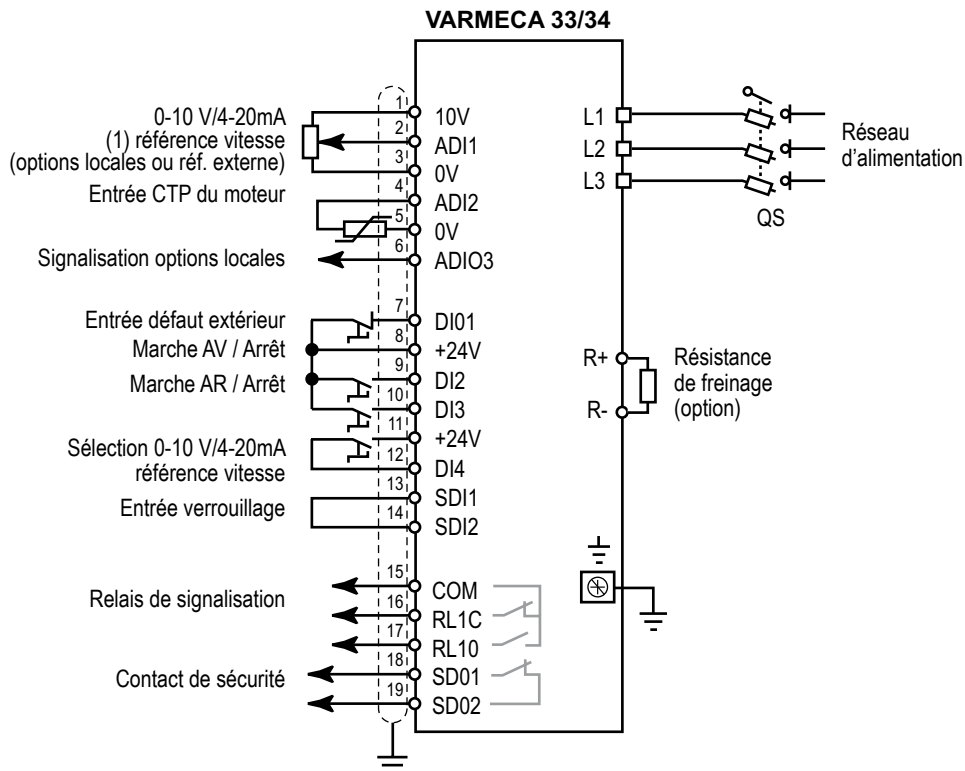 VARMECA 33/34
0-10 V/4-20mA
(1) référence vitesse
(options locales ou réf. externe)
Entrée CTP du moteur
Signalisation options locales
Entrée défaut extérieur
Marche AV / Arrêt
Marche AR / Arrêt
Sélection 0-10 V/4-20mA
référence vitesse
Entrée verrouillage
Relais de signalisation
Contact de sécurité
1 10V
2 ADI1
3 0V
4 ADI2
5 0V
6 ADIO3
7 DI01
8 +24V
9 DI2
10 DI3
11 +24V
12 DI4
13 SDI1
14 SDI2
15 COM
16 RL1C
17 RL10
18 SD01
19 SD02
L1
L2
L3
QS
Réseau
d'alimentation
R+
R-
Résistance
de freinage
(option)